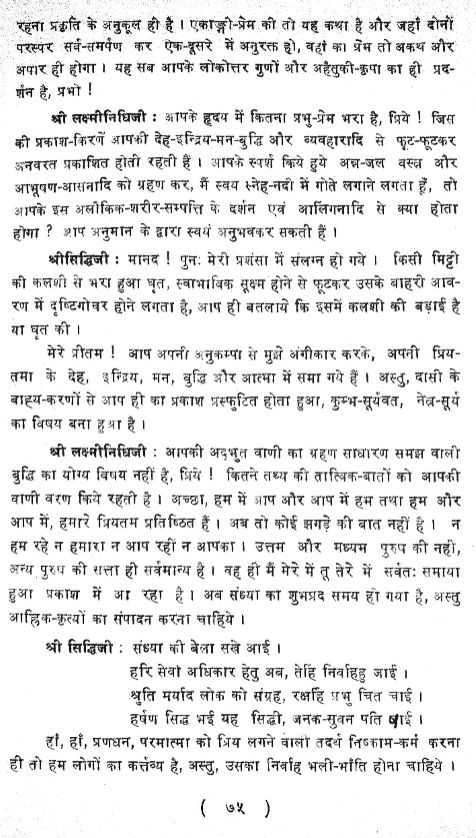 रहना प्रकृति के अनुकूल ही है । एकाङ्गी-प्रेम की तो यह कथा है और जहाँ दोनों
परस्पर सर्व-समर्पण कर ऐक-दूसरे में अनुरक्त हो, वहां का प्रेम तो अकथ और
अपार ही होगा । यह सब आपके लोकोत्तर गुणों और अहैतुकी-कृपा का ही प्रद-
र्शन है, प्रभो !
श्री लक्ष्मीनिधिजी : आपके हृदय में कितना प्रभु-प्रेम भरा है, प्रिये ! जिस
की प्रकाश-किरणें आपकी देह-इन्द्रिय-मन-बुद्धि और व्यवहारादि से फूट-फूटकर
अनवरत प्रकाशित होती रहती हैं । आपके स्पर्श किये हुये अन्न-जल वस्त्र और
आभूषण-आसनादि को ग्रहण कर, मैं स्वयं स्नेह-नदी में गोते लगाने लगता हूँ, तो
आपके इस अलौकिक-शरीर-सम्पत्ति के दर्शन एवं आलिंगनादि से क्या होता
होगा ? आप अनुमान के द्वारा स्वयं अनुभवकर सकती हैं ।
श्रीसिद्धिजी : मानद ! पुनः मेरी प्रशंसा में संलग्न हो गये । किसी मिट्टी
की कलशी से भरा हुआ घृत, स्वाभाविक सूक्ष्म होने से फूटकर उसके बाहरी आव-
रण में दृष्टिगोचर होने लगता है, आप ही बतलाये कि इसमें कलशी की बड़ाई है
या घृत की ।
मेरे प्रीतम ! आप अपनी अनुकम्पा से मुझे अंगीकार करके, अपनी प्रिय-
तमा के देह, इन्द्रिय, मन, बुद्धि और आत्मा में समा गये हैं । अस्तु, दासी के
बाह्य-करणों से आप ही का प्रकाश प्रस्फुटित होता हुआ, कुम्भ-सूर्यवत, नेत्र-सूर्य
का विषय बना हुआ है ।
श्री लक्ष्मीनिधिजी : आपकी अद्भुत वाणी का ग्रहण साधारण समझ वाली
बुद्धि का योग्य विषय नहीं है, प्रिये ! कितने तथ्य की तात्विक-बातों को आपकी
वाणी वरण किये रहती है । अच्छा, हम में आप और आप में हम तथा हम और
आप में, हमारे प्रियतम प्रतिष्ठित हैं । अब तो कोई झगड़े की बात नहीं है । न
हम रहे न हमारा न आप रहीं न आपका । उत्तम और मध्यम पुरुष की नहीं,
अन्य पुरुष की सत्ता ही सर्वमान्य है । वह ही मैं मेरे में तू तेरे में सर्वतः समाया
हुआ प्रकाश में आ रहा है । अब संध्या का शुभप्रद समय हो गया है, अस्तु
आह्निक-कृत्यों का संपादन करना चाहिये ।
श्री सिद्धिजी : संध्या की बेला सखे आई ।
हरि सेवा अधिकार हेतु अब, तेहिं निर्वाहहु जाई ।
श्रुति मर्याद लोक को संग्रह, रक्षहि प्रभु चित चाई ।
हर्षण सिद्ध भई यह सिद्धी, जनक-सुवन पति पाई ।
हाँ, हाँ, प्रणधन, परमात्मा को प्रिय लगने वाली तदर्थ निष्काम-कर्म करना
ही तो हम लोगों का कर्त्तव्य है, अस्तु, उसका निर्वाह भली-भाँति होना चाहिये ।
( ७५ )